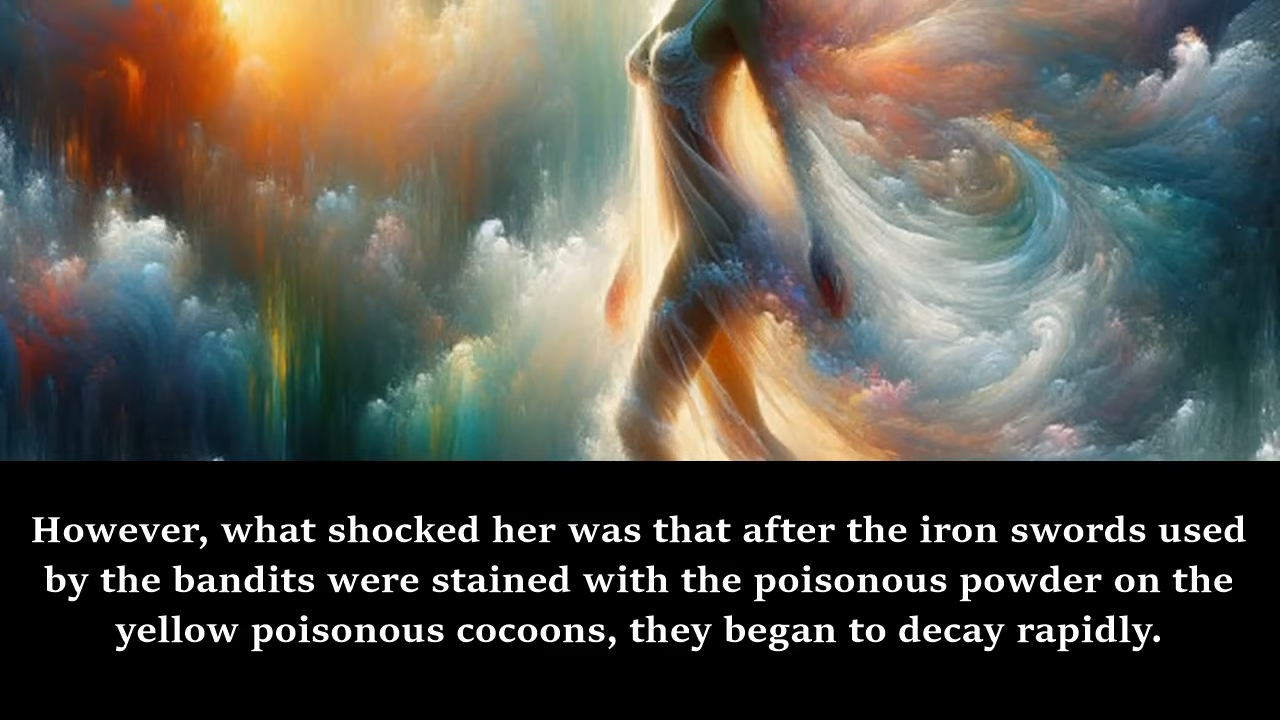 However, what shocked her was that after the iron swords used
by the bandits were stained with the poisonous powder on the
yellow poisonous cocoons, they began to decay rapidly.